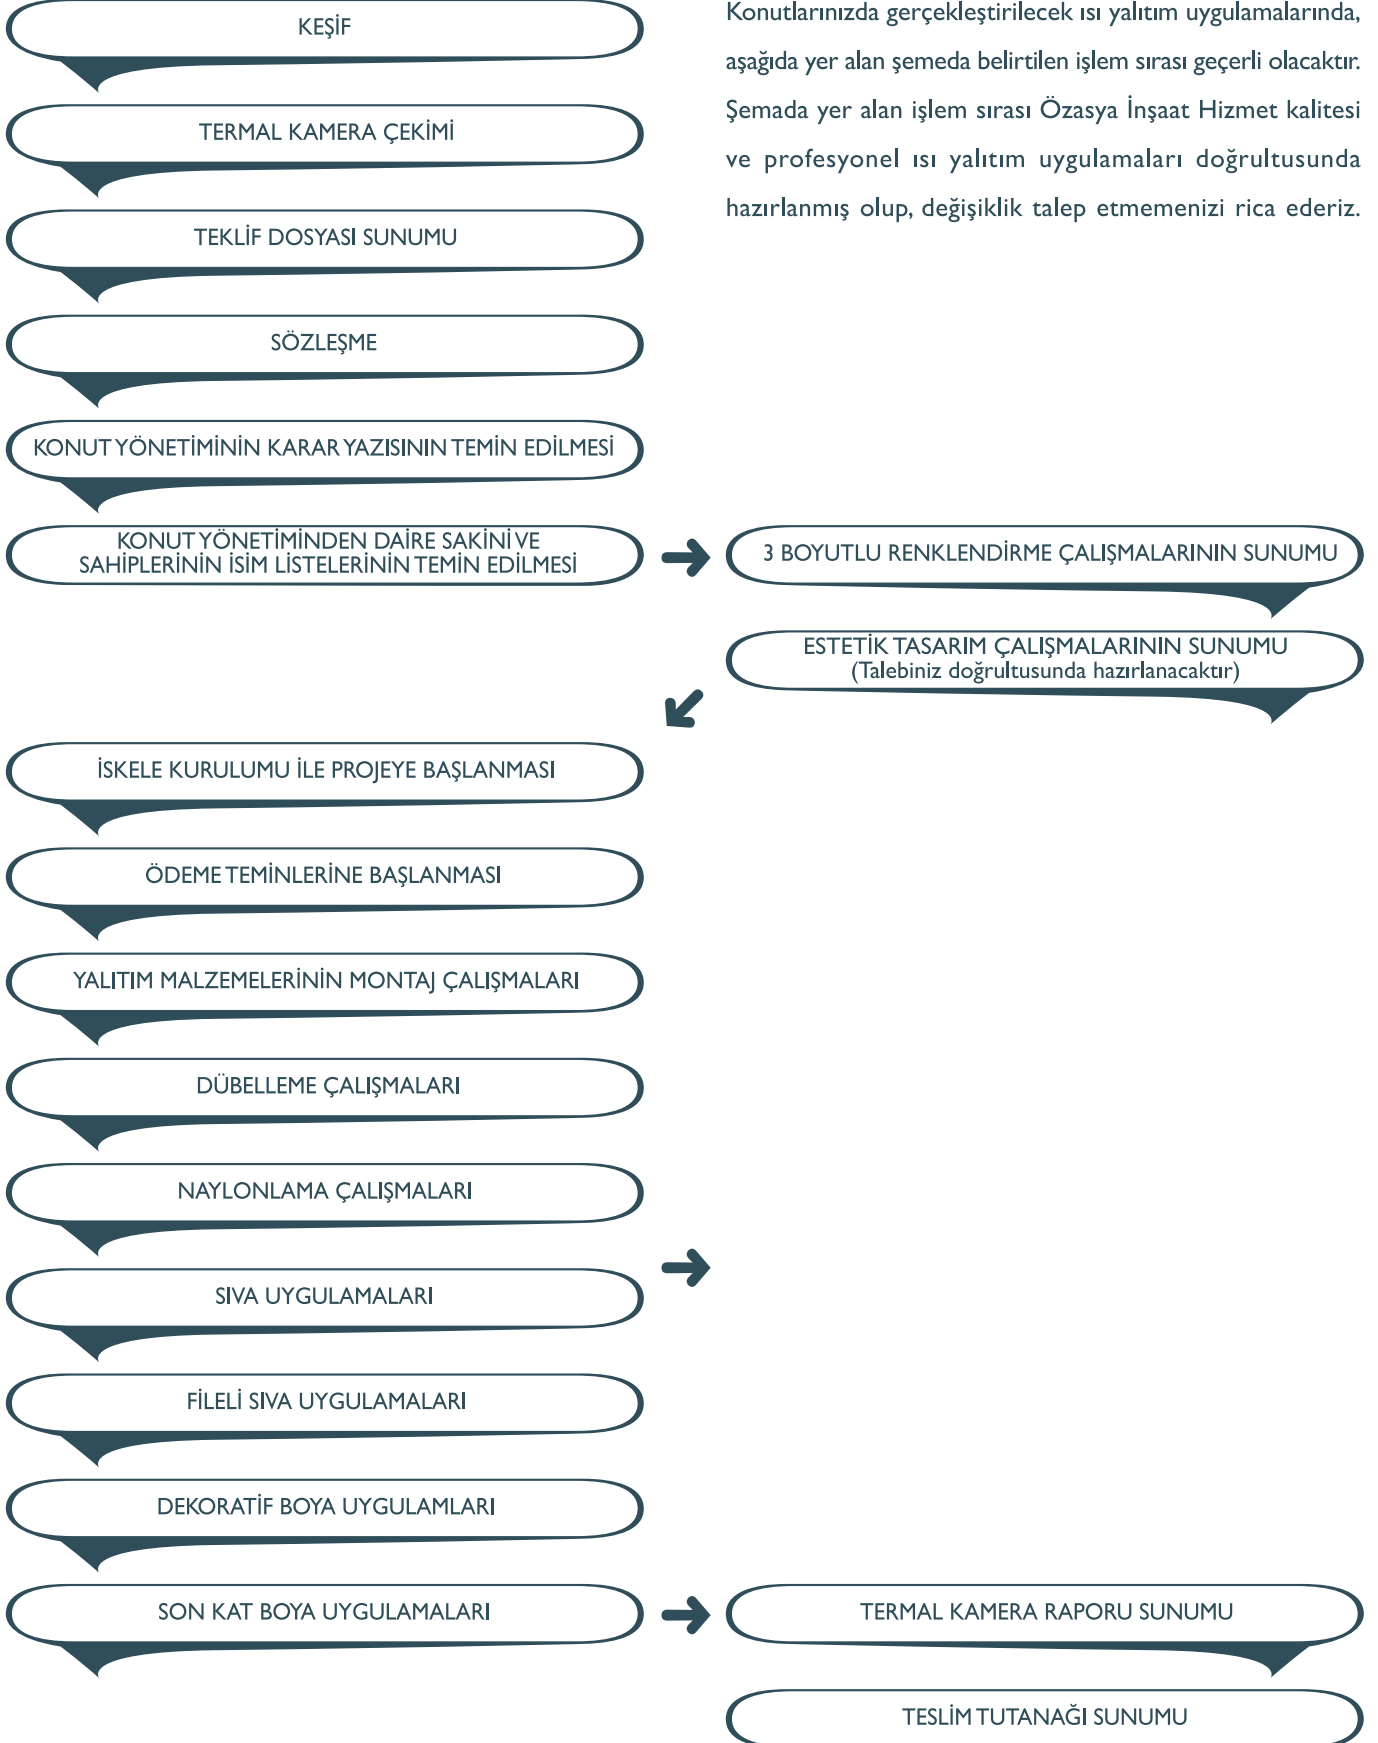 Konutlarınızda gerçekleştirilecek ısı yalıtım uygulamalarında,
aşağıda yer alan şemeda belirtilen işlem sırası geçerli olacaktır.
Şemada yer alan işlem sırası Özasya İnşaat Hizmet kalitesi
ve profesyonel ısı yalıtım uygulamaları doğrultusunda
hazırlanmış olup, değişiklik talep etmemenizi rica ederiz.
KEŞİF
TERMAL KAMERA ÇEKİMİ
TEKLİF DOSYASI SUNUMU
SÖZLEŞME
KONUT YÖNETİMİNİN KARAR YAZISININ TEMİN EDİLMESİ
KONUT YÖNETİMİNDEN DAİRE SAKİNİ VE
SAHİPLERİNİN İSİM LİSTELERİNİN TEMİN EDİLMESİ
3 BOYUTLU RENKLENDİRME ÇALIŞMALARININ SUNUMU
ESTETİK TASARIM ÇALIŞMALARININ SUNUMU
(Talebiniz doğrultusunda hazırlanacaktır)
İSKELE KURULUMU İLE PROJEYE BAŞLANMASI
ÖDEME TEMİNLERİNE BAŞLANMASI
YALITIM MALZEMELERİNİN MONTAJ ÇALIŞMALARI
DÜBELLEME ÇALIŞMALARI
NAYLONLAMA ÇALIŞMALARI
SIVA UYGULAMALARI
FİLELİ SIVA UYGULAMALARI
DEKORATİF BOYA UYGULAMLARI
SON KAT BOYA UYGULAMALARI
TERMAL KAMERA RAPORU SUNUMU
TESLİM TUTANAĞI SUNUMU